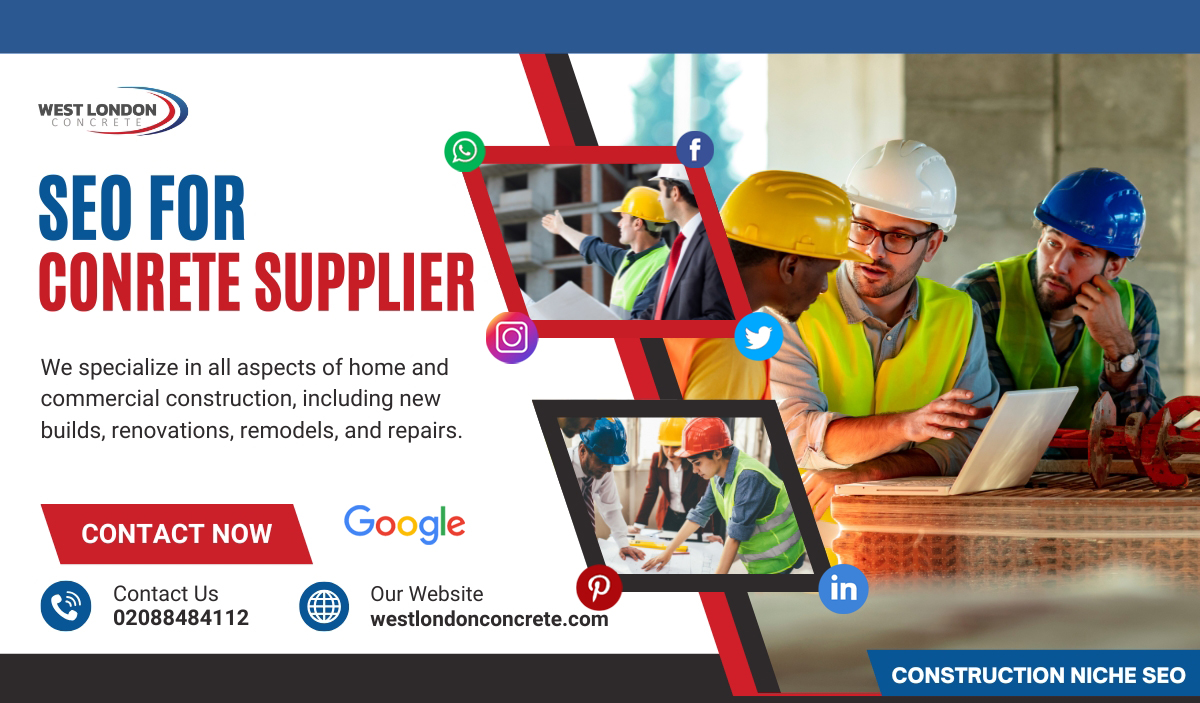 WEST LONDON
CONCRETE
SEO FOR
CONRETE SUPPLIER
We specialize in all aspects of home and
commercial construction, including new
builds, renovations, remodels, and repairs.
CONTACT NOW
Google
Contact Us
02088484112
Our Website
westlondonconcrete.com
f
in
CONSTRUCTION NICHE SEO